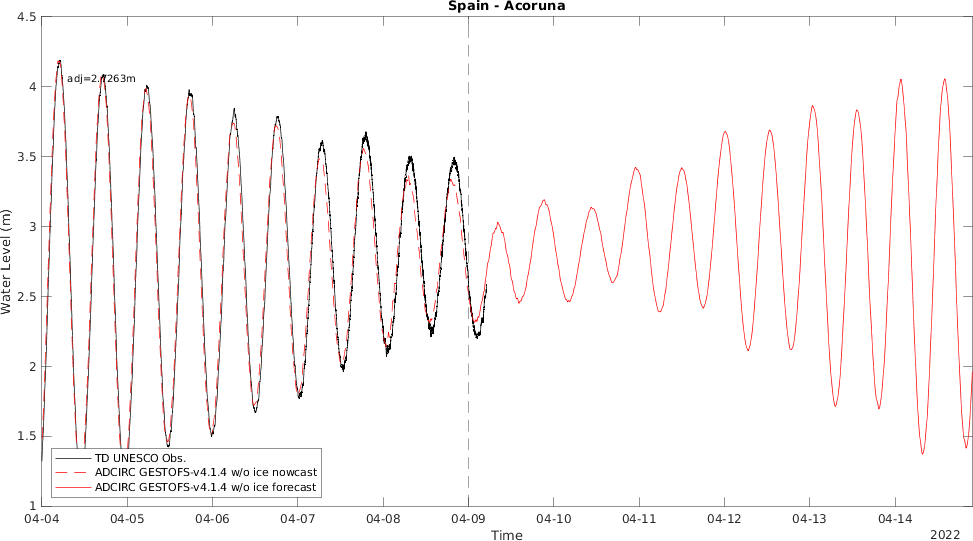 Spain - Acoruna
4.5
adj=2.7263m
4
3.5
3
2.5
2
1.5
1
Water Level (m)
TD UNESCO Obs.
ADCIRC GESTOFS-v4.1.4 w/o ice nowcast
ADCIRC GESTOFS-v4.1.4 w/o ice forecast
04-04 04-05 04-06 04-07 04-08 04-09 04-10 04-11 04-12 04-13 04-14
Time
2022